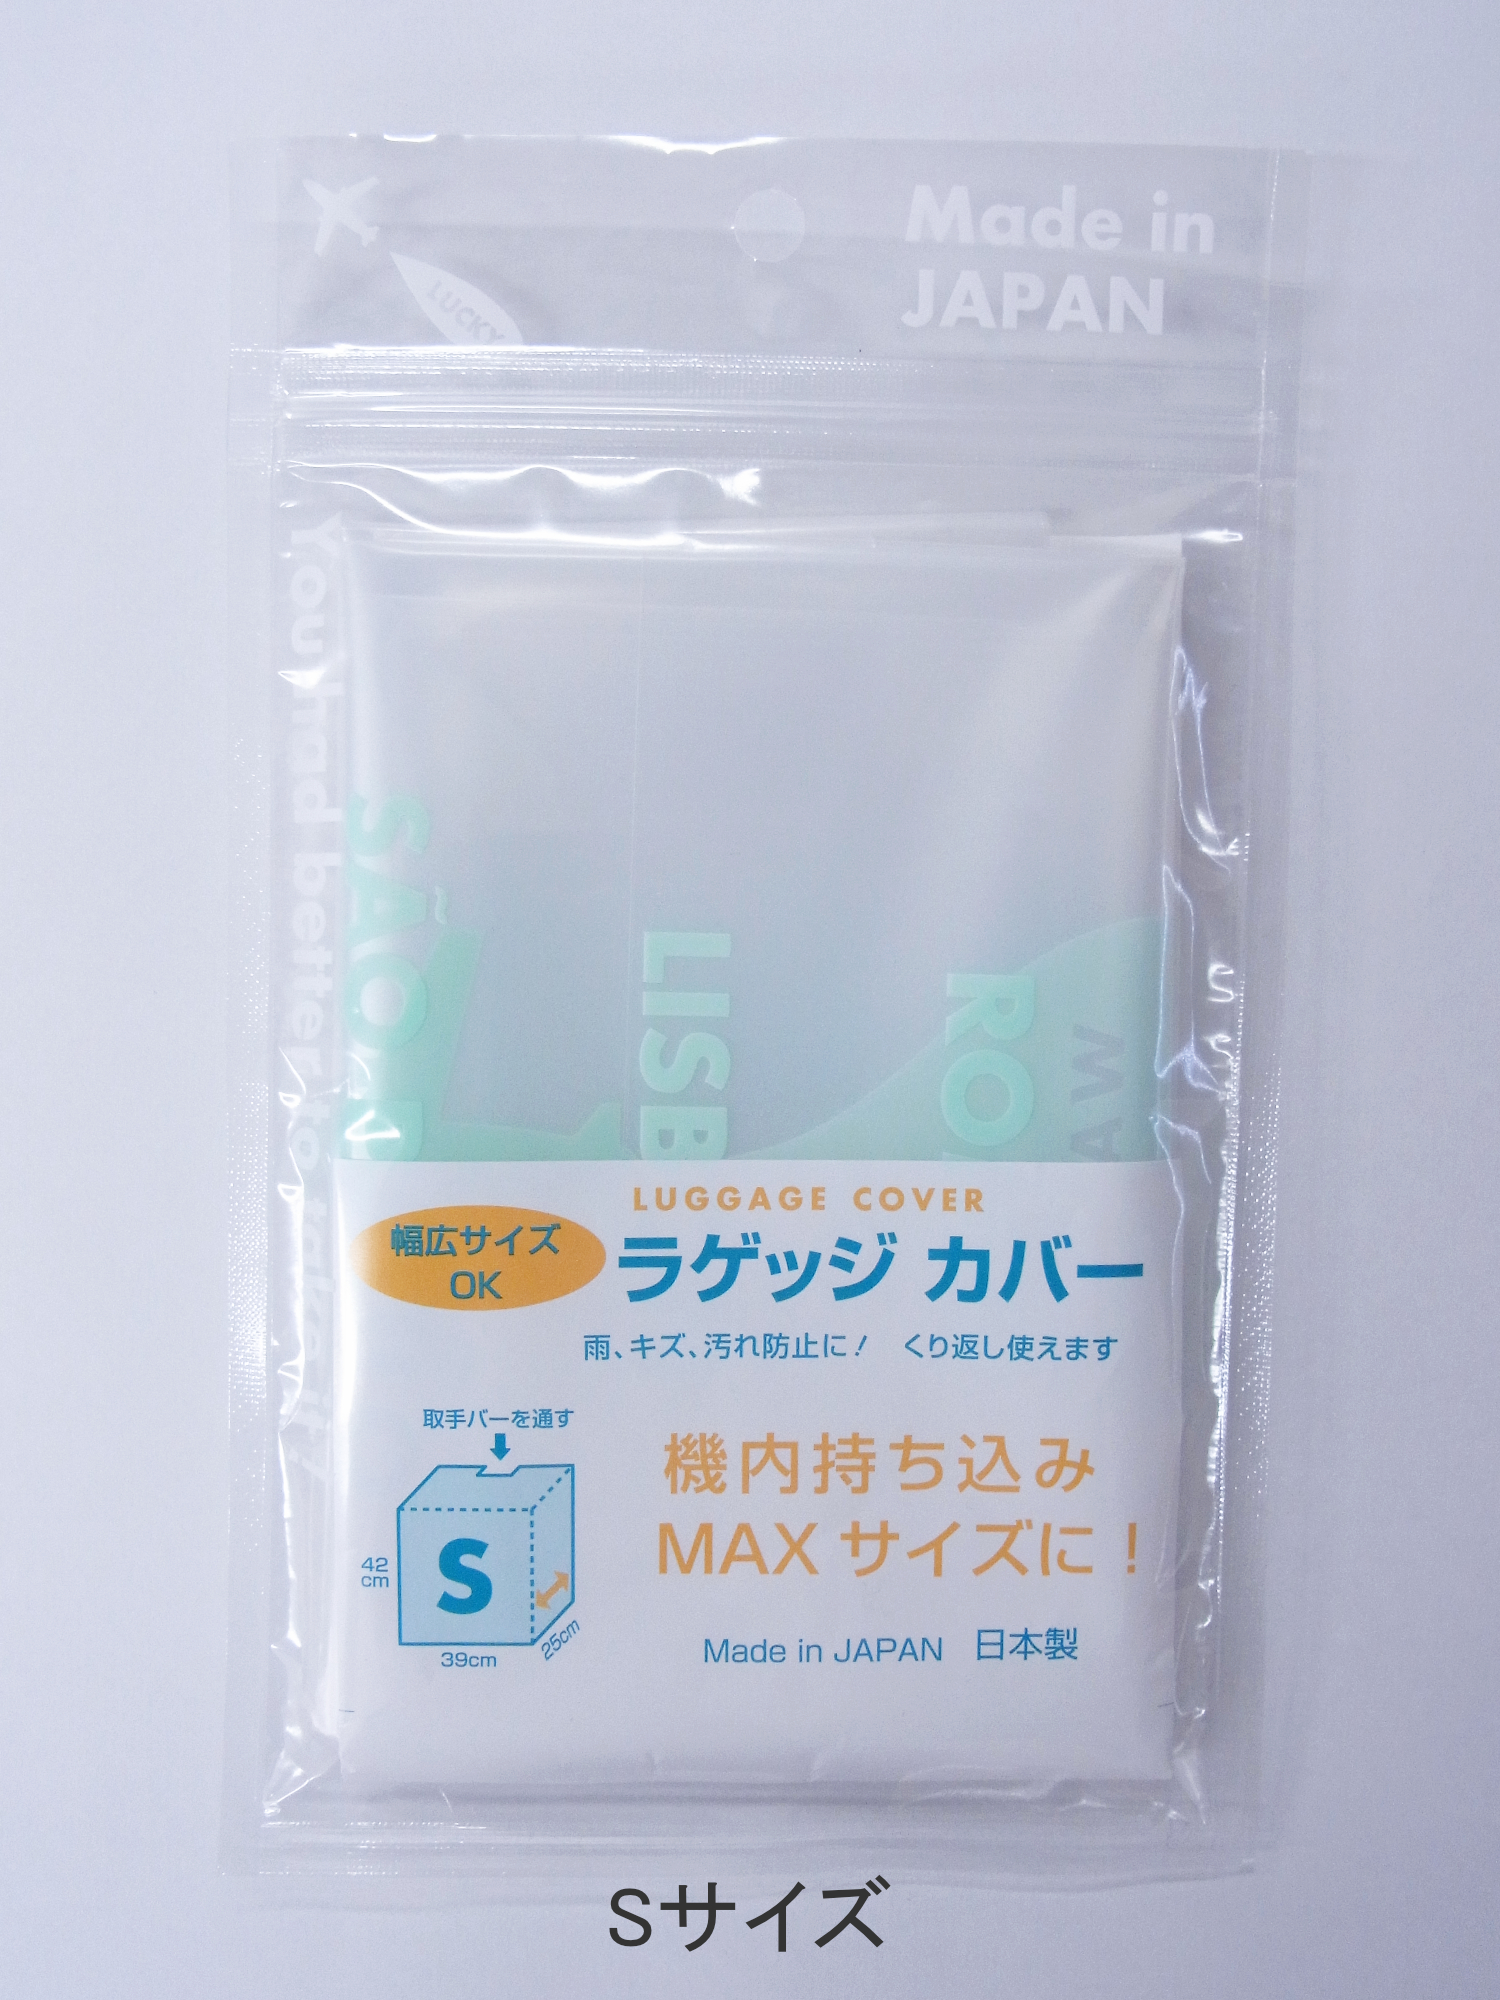 Made in
JAPAN
LUCKY
You had better to take it!
SÃO P
LISB
RO
AW
LUGGAGE COVER
幅広サイズ
OK
ラゲッジ カバー
雨、キズ、汚れ防止に! くり返し使えます
取手バーを通す
機内持ち込み
MAX サイズに!
S
42
cm
39cm
25cm
Made in JAPAN 日本製
Sサイズ